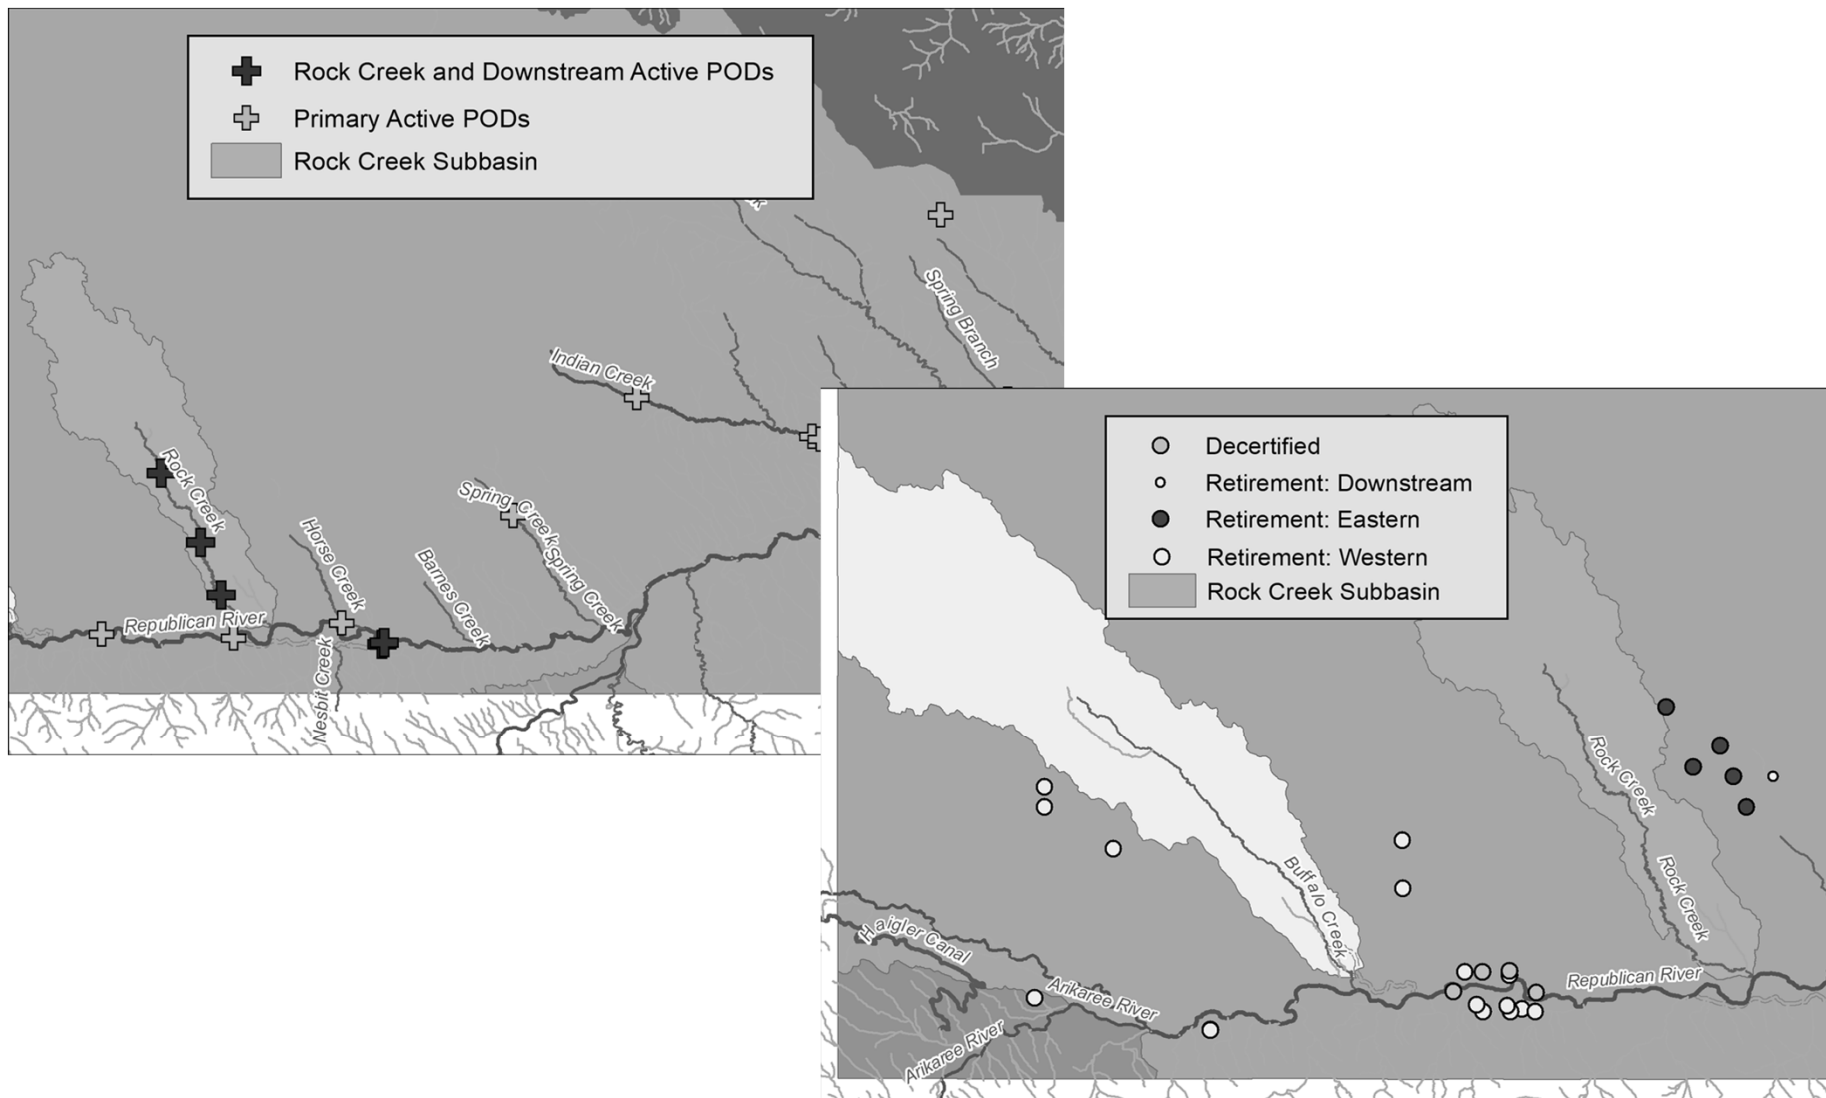 Rock Creek and Downstream Active PODs
Primary Active PODs
Rock Creek Subbasin
Spring Branch
Indian Creek
Rock Creek
Spring Creek
Spring Creek
Horse Creek
Barnes Creek
Republican River
Nesbit Creek
Decertified
Retirement: Downstream
Retirement: Eastern
Retirement: Western
Rock Creek Subbasin
Rock Creek
Rock Creek
Buffalo Creek
Haigler Canal
Arikaree River
Republican River
Arikaree River